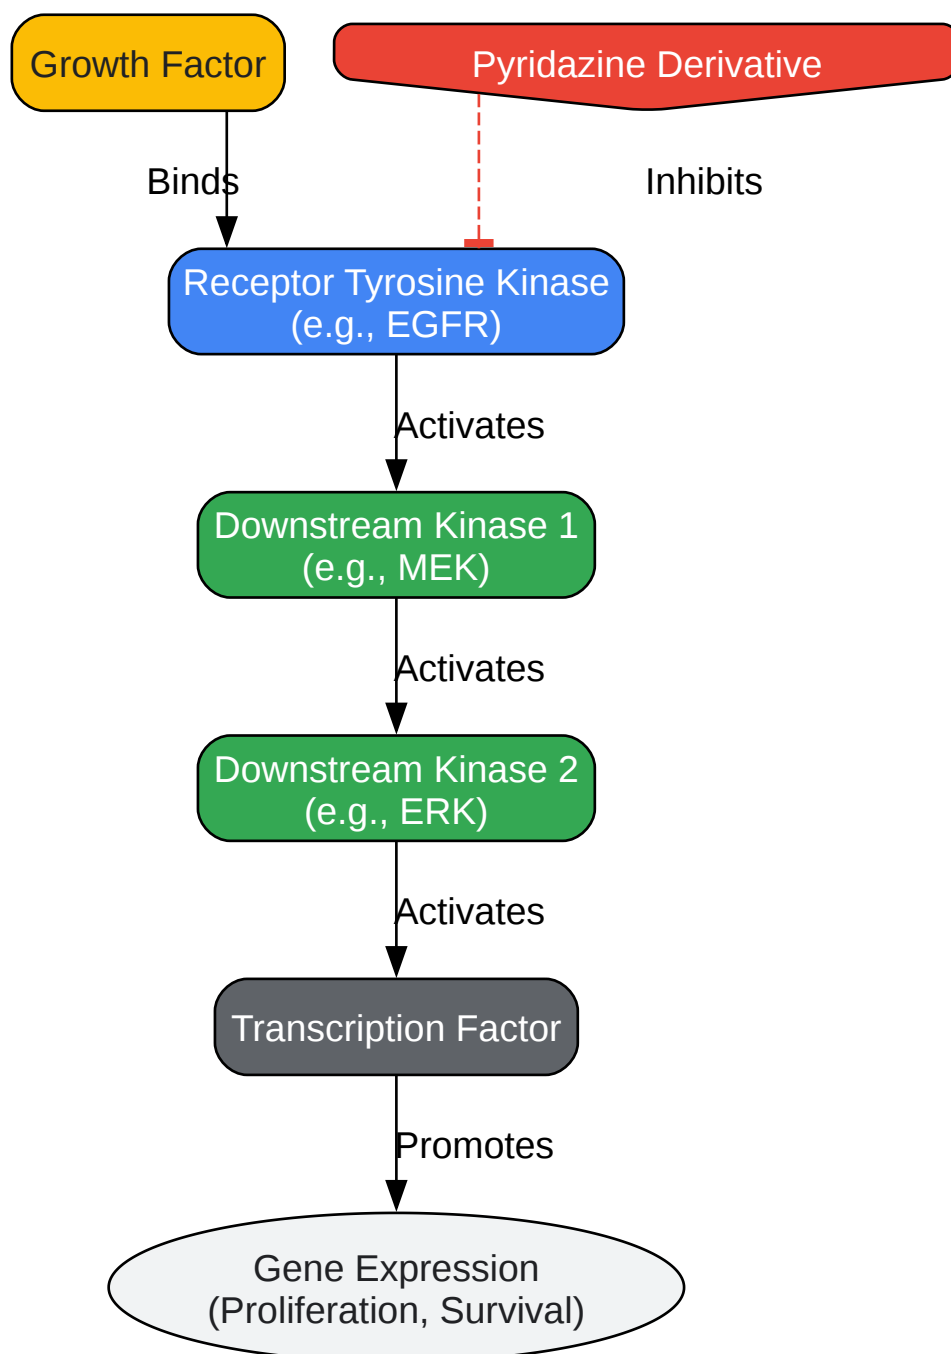 Growth Factor
Pyridazine Derivative
Binds
Inhibits
Receptor Tyrosine Kinase
(e.g., EGFR)
Activates
Downstream Kinase 1
(e.g., MEK)
Activates
Downstream Kinase 2
(e.g., ERK)
Activates
Transcription Factor
Promotes
Gene Expression
(Proliferation, Survival)